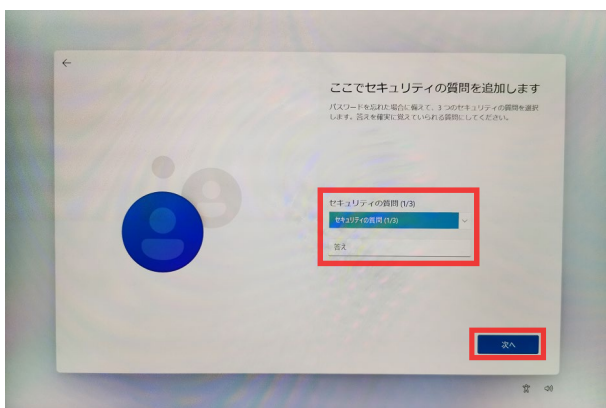 ここでセキュリティの質問を追加します
パスワードを忘れた場合に備えて、3 つのセキュリティの質問を選択
します。答えを確実に覚えていられる質問にしてください。
セキュリティの質問 (1/3)
セキュリティの質問 (1/3)
答え
次へ